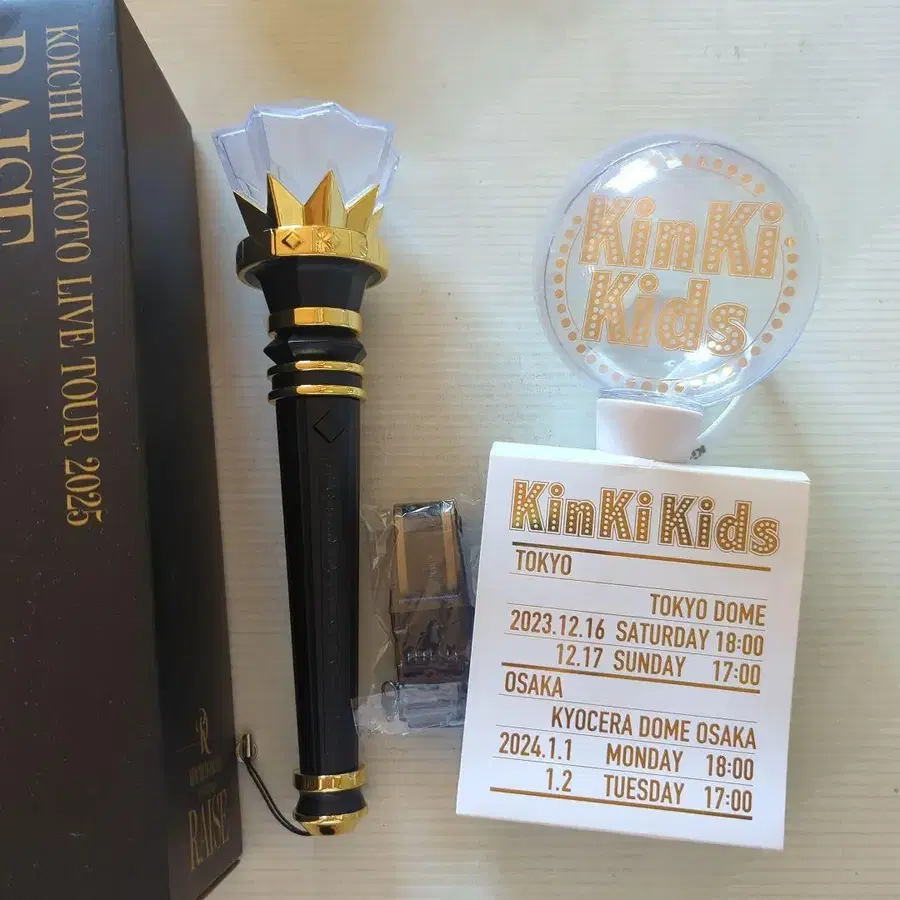 KOICHI DOMOTO LIVE TOUR 2025
RAISE
RAISE
KinKi
Kids
KinKi Kids
TOKYO
TOKYO DOME
2023.12.16 SATURDAY 18:00
12.17 SUNDAY 17:00
OSAKA
KYOCERA DOME OSAKA
2024.1.1 MONDAY 18:00
1.2 TUESDAY 17:00